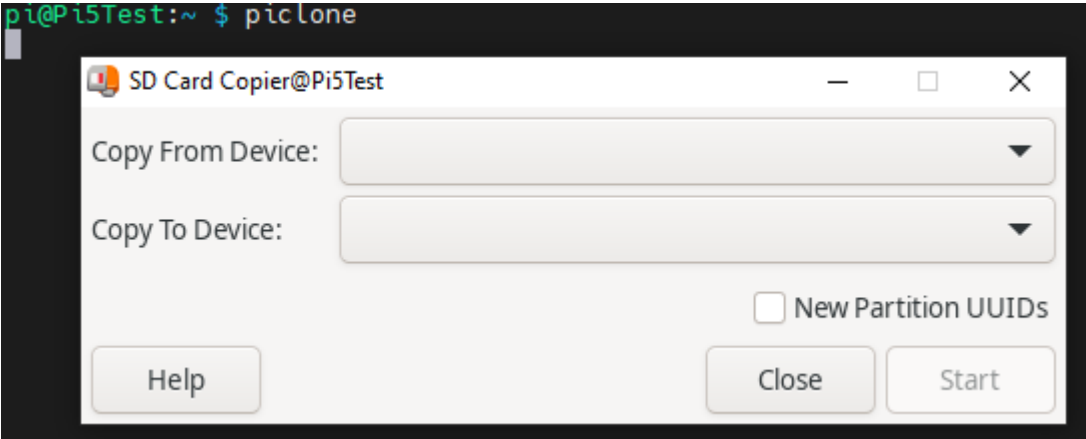 pi@Pi5Test:~ $ piclone
SD Card Copier@Pi5Test
Copy From Device:
Copy To Device:
New Partition UUIDs
Help
Close
Start